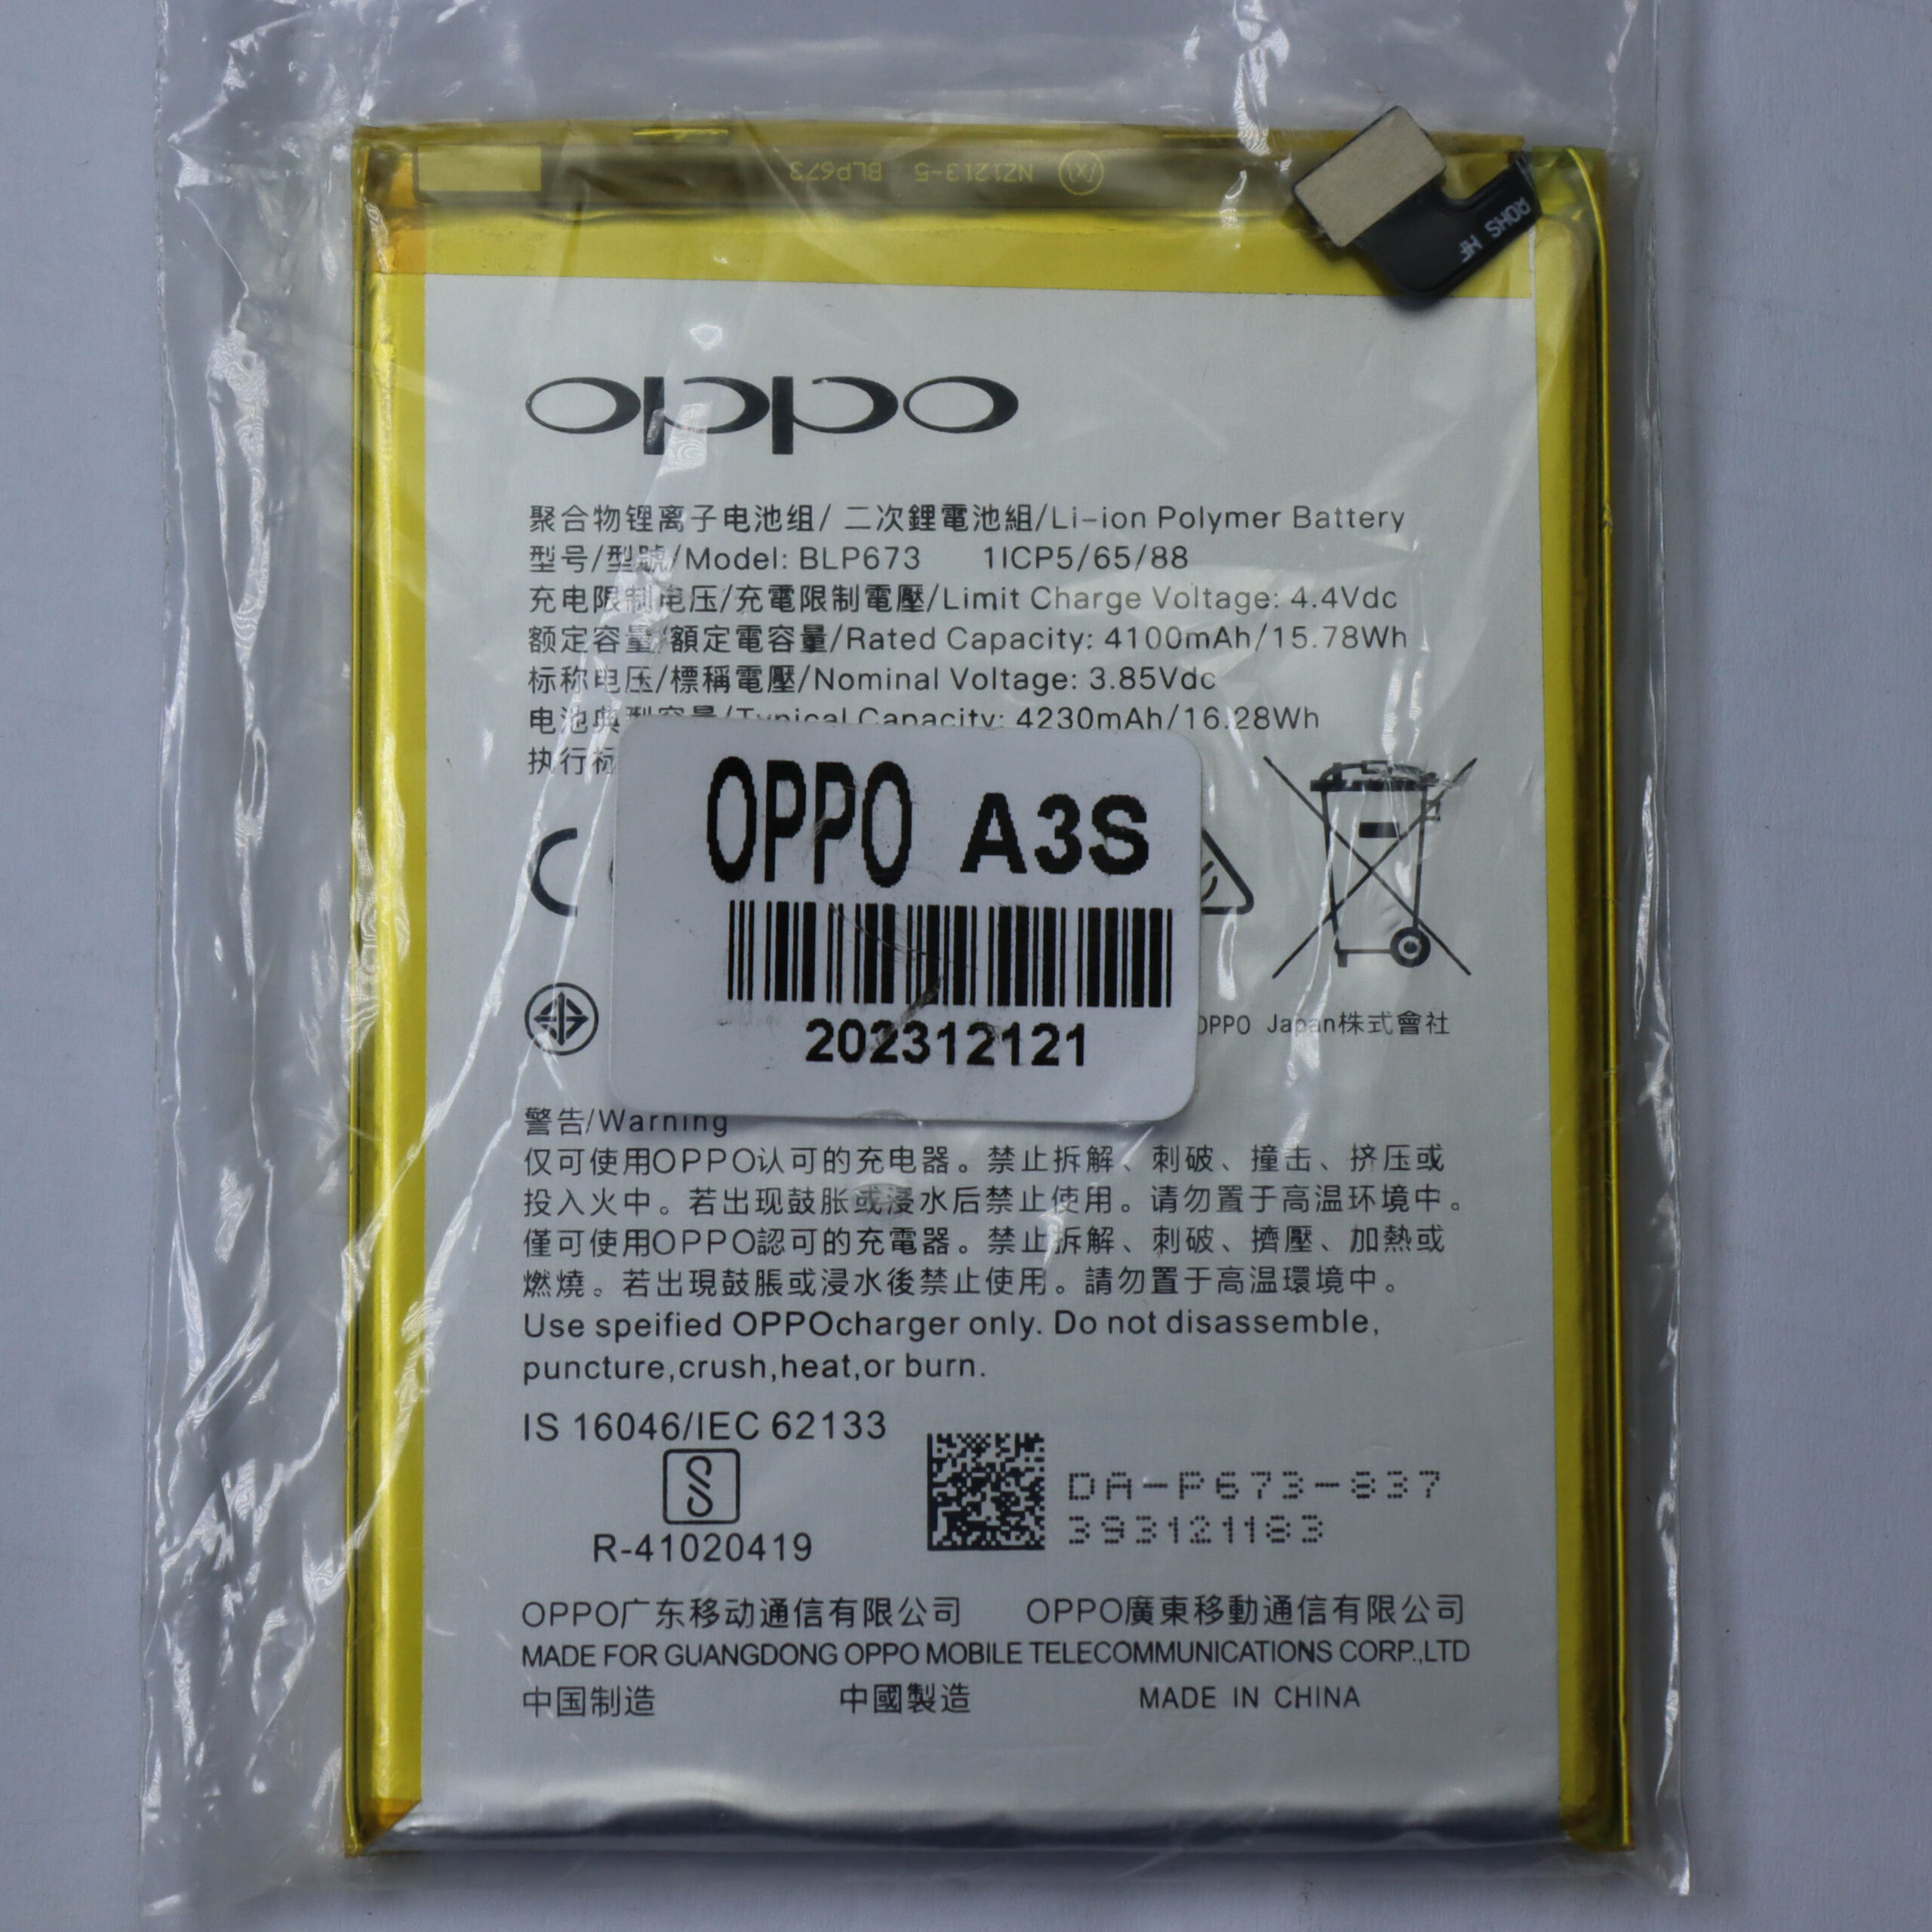 NZ1213-5 BLP673
ROHS HF
oppo
聚合物锂离子电池组/ 二次鋰電池組/Li-ion Polymer Battery
型号/型號/Model: BLP673 1ICP5/65/88
充电限制电压/充電限制電壓/Limit Charge Voltage: 4.4Vdc
额定容量/額定電容量/Rated Capacity: 4100mAh/15.78Wh
标称电压/標稱電壓/Nominal Voltage: 3.85Vdc
电池典型容量/Typical Capacity: 4230mAh/16.28Wh
执行标
OPPO A3S
202312121
OPPO Japan株式會社
警告/Warning
仅可使用OPPO认可的充电器。禁止拆解、刺破、撞击、挤压或
投入火中。若出现鼓胀或浸水后禁止使用。请勿置于高温环境中。
僅可使用OPPO認可的充電器。禁止拆解、刺破、擠壓、加熱或
燃燒。若出現鼓脹或浸水後禁止使用。請勿置于高温環境中。
Use speified OPPOcharger only. Do not disassemble,
puncture,crush,heat,or burn.
IS 16046/IEC 62133
R-41020419
DA-P673-837
393121183
OPPO广东移动通信有限公司 OPPO廣東移動通信有限公司
MADE FOR GUANGDONG OPPO MOBILE TELECOMMUNICATIONS CORP.,LTD
中国制造 中國製造 MADE IN CHINA